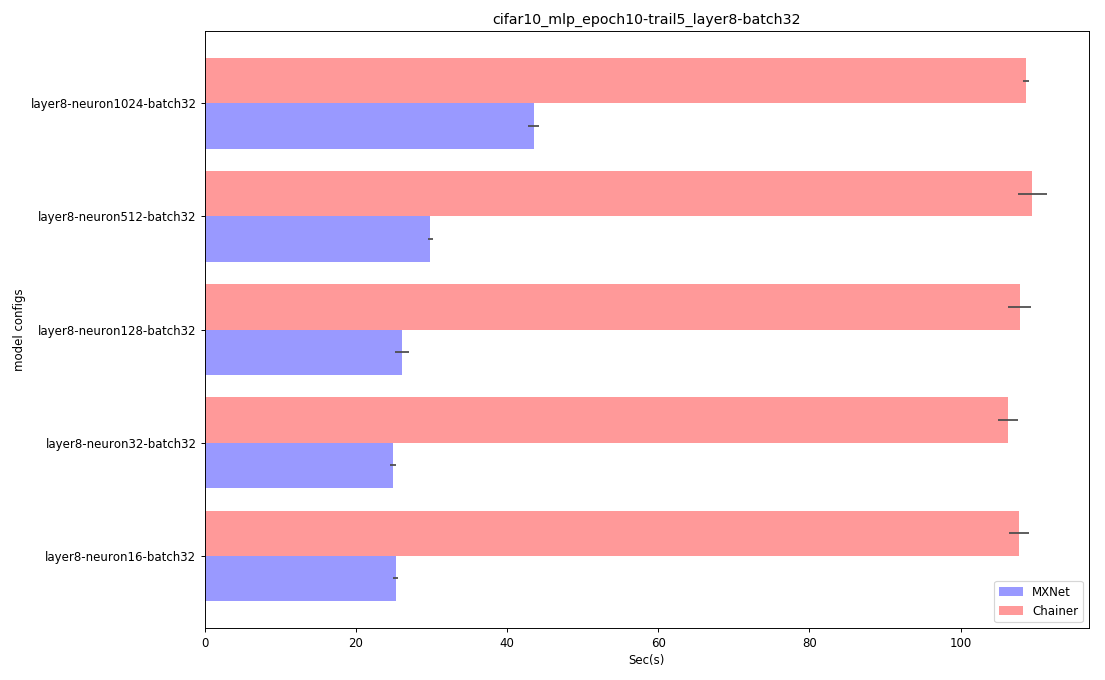 cifar10_mlp_epoch10-trail5_layer8-batch32
layer8-neuron1024-batch32
layer8-neuron512-batch32
layer8-neuron128-batch32
layer8-neuron32-batch32
layer8-neuron16-batch32
model configs
MXNet
Chainer
0 20 40 60 80 100
Sec(s)